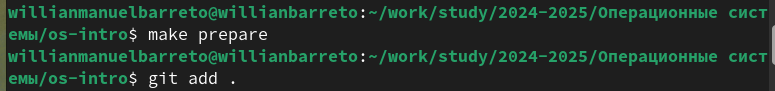 willianmanuelbarreto@willianbarreto:~/work/study/2024-2025/Операционные сист
емы/os-intro$ make prepare
willianmanuelbarreto@willianbarreto:~/work/study/2024-2025/Операционные сист
емы/os-intro$ git add .